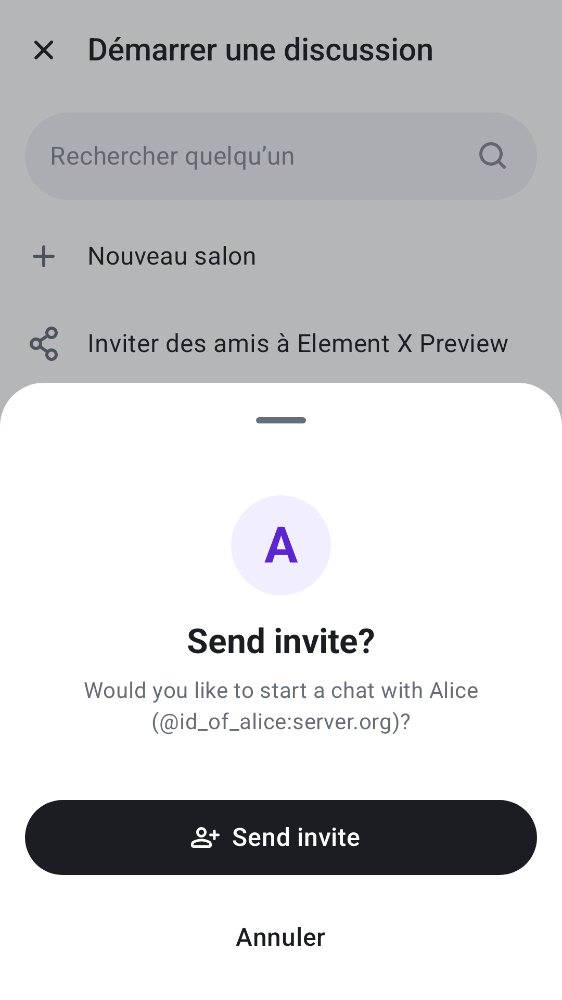 Démarrer une discussion
Rechercher quelqu’un
Nouveau salon
Inviter des amis à Element X Preview
A
Send invite?
Would you like to start a chat with Alice
(@id_of_alice:server.org)?
Send invite
Annuler